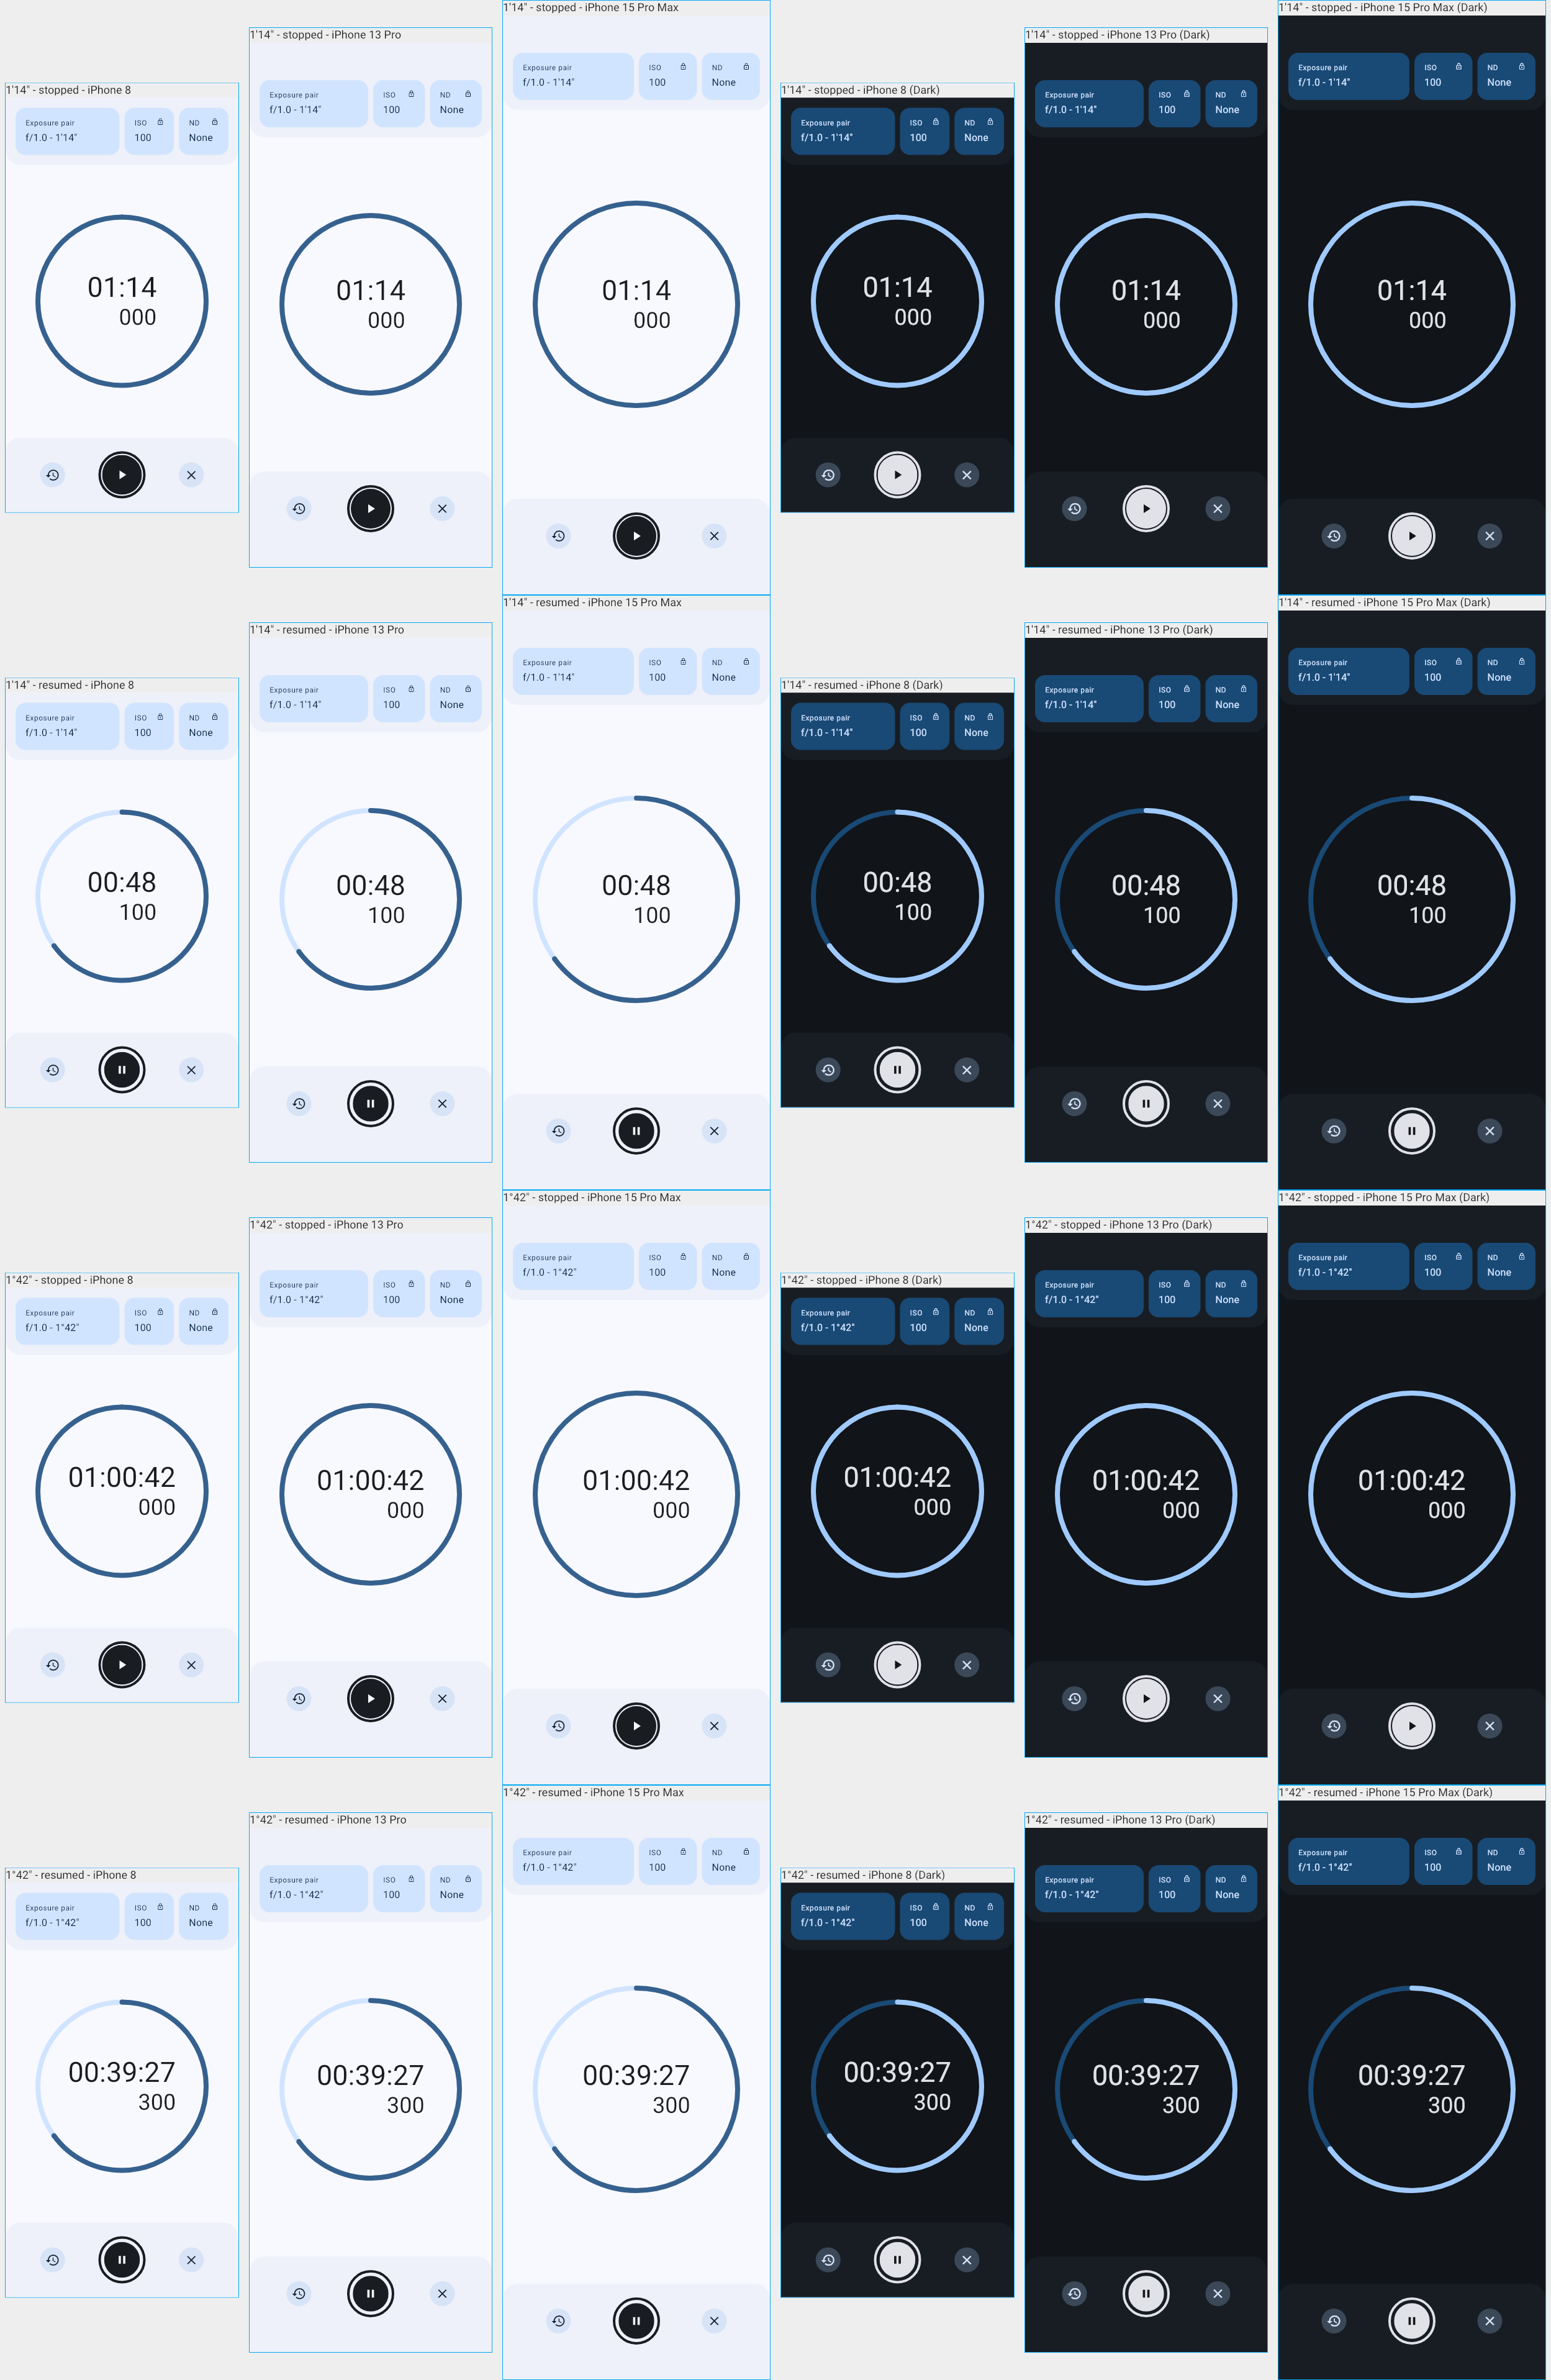 1'14" - stopped - iPhone 8
Exposure pair ISO ND
f/1.0 - 1'14" 100 None
01:14
000
1'14" - stopped - iPhone 13 Pro
Exposure pair ISO ND
f/1.0 - 1'14" 100 None
01:14
000
1'14" - stopped - iPhone 15 Pro Max
Exposure pair ISO ND
f/1.0 - 1'14" 100 None
01:14
000
1'14" - stopped - iPhone 8 (Dark)
Exposure pair ISO ND
f/1.0 - 1'14" 100 None
01:14
000
1'14" - stopped - iPhone 13 Pro (Dark)
Exposure pair ISO ND
f/1.0 - 1'14" 100 None
01:14
000
1'14" - stopped - iPhone 15 Pro Max (Dark)
Exposure pair ISO ND
f/1.0 - 1'14" 100 None
01:14
000
1'14" - resumed - iPhone 8
Exposure pair ISO ND
f/1.0 - 1'14" 100 None
00:48
100
1'14" - resumed - iPhone 13 Pro
Exposure pair ISO ND
f/1.0 - 1'14" 100 None
00:48
100
1'14" - resumed - iPhone 15 Pro Max
Exposure pair ISO ND
f/1.0 - 1'14" 100 None
00:48
100
1'14" - resumed - iPhone 8 (Dark)
Exposure pair ISO ND
f/1.0 - 1'14" 100 None
00:48
100
1'14" - resumed - iPhone 13 Pro (Dark)
Exposure pair ISO ND
f/1.0 - 1'14" 100 None
00:48
100
1'14" - resumed - iPhone 15 Pro Max (Dark)
Exposure pair ISO ND
f/1.0 - 1'14" 100 None
00:48
100
1°42" - stopped - iPhone 8
Exposure pair ISO ND
f/1.0 - 1°42" 100 None
01:00:42
000
1°42" - stopped - iPhone 13 Pro
Exposure pair ISO ND
f/1.0 - 1°42" 100 None
01:00:42
000
1°42" - stopped - iPhone 15 Pro Max
Exposure pair ISO ND
f/1.0 - 1°42" 100 None
01:00:42
000
1°42" - stopped - iPhone 8 (Dark)
Exposure pair ISO ND
f/1.0 - 1°42" 100 None
01:00:42
000
1°42" - stopped - iPhone 13 Pro (Dark)
Exposure pair ISO ND
f/1.0 - 1°42" 100 None
01:00:42
000
1°42" - stopped - iPhone 15 Pro Max (Dark)
Exposure pair ISO ND
f/1.0 - 1°42" 100 None
01:00:42
000
1°42" - resumed - iPhone 8
Exposure pair ISO ND
f/1.0 - 1°42" 100 None
00:39:27
300
1°42" - resumed - iPhone 13 Pro
Exposure pair ISO ND
f/1.0 - 1°42" 100 None
00:39:27
300
1°42" - resumed - iPhone 15 Pro Max
Exposure pair ISO ND
f/1.0 - 1°42" 100 None
00:39:27
300
1°42" - resumed - iPhone 8 (Dark)
Exposure pair ISO ND
f/1.0 - 1°42" 100 None
00:39:27
300
1°42" - resumed - iPhone 13 Pro (Dark)
Exposure pair ISO ND
f/1.0 - 1°42" 100 None
00:39:27
300
1°42" - resumed - iPhone 15 Pro Max (Dark)
Exposure pair ISO ND
f/1.0 - 1°42" 100 None
00:39:27
300